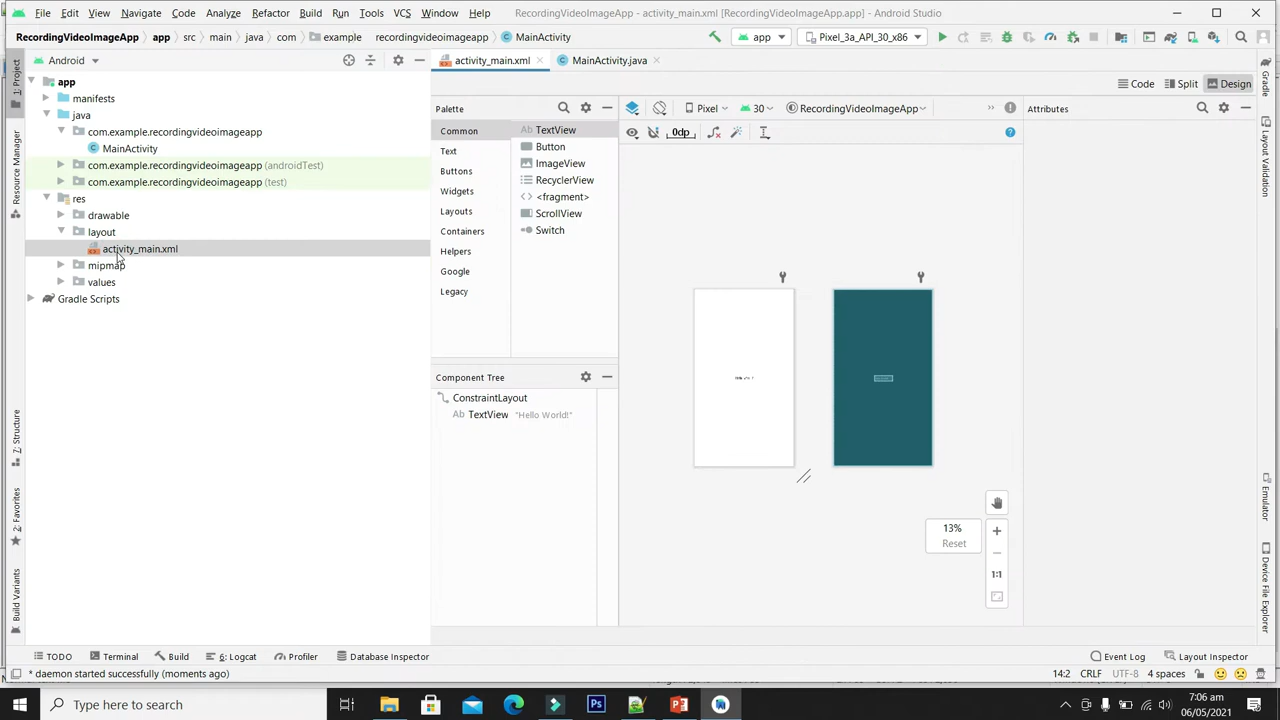 File Edit View Navigate Code Analyze Refactor Build Run Tools VCS Window Help RecordingVideoImageApp - activity_main.xml [RecordingVideoImageApp.app] - Android Studio
RecordingVideoImageApp app src main java com example recordingvideoimageapp MainActivity app Pixel_3a_API_30_x86
Android activity_main.xml MainActivity.java
Code Split Design
1: Project
Resource Manager
7: Structure
2: Favorites
Build Variants
app
manifests
java
com.example.recordingvideoimageapp
MainActivity
com.example.recordingvideoimageapp (androidTest)
com.example.recordingvideoimageapp (test)
res
drawable
layout
activity_main.xml
mipmap
values
Gradle Scripts
Palette
Common
Text
Buttons
Widgets
Layouts
Containers
Helpers
Google
Legacy
Ab TextView
Button
ImageView
RecyclerView
<> <fragment>
ScrollView
Switch
Component Tree
ConstraintLayout
Ab TextView "Hello World!"
Pixel 30 RecordingVideoImageApp
0dp
13%
Reset
1:1
Attributes
Gradle
Layout Validation
Emulator
Device File Explorer
TODO Terminal Build 6: Logcat Profiler Database Inspector Event Log Layout Inspector
* daemon started successfully (moments ago) 14:2 CRLF UTF-8 4 spaces
Type here to search
7:06 am
06/05/2021